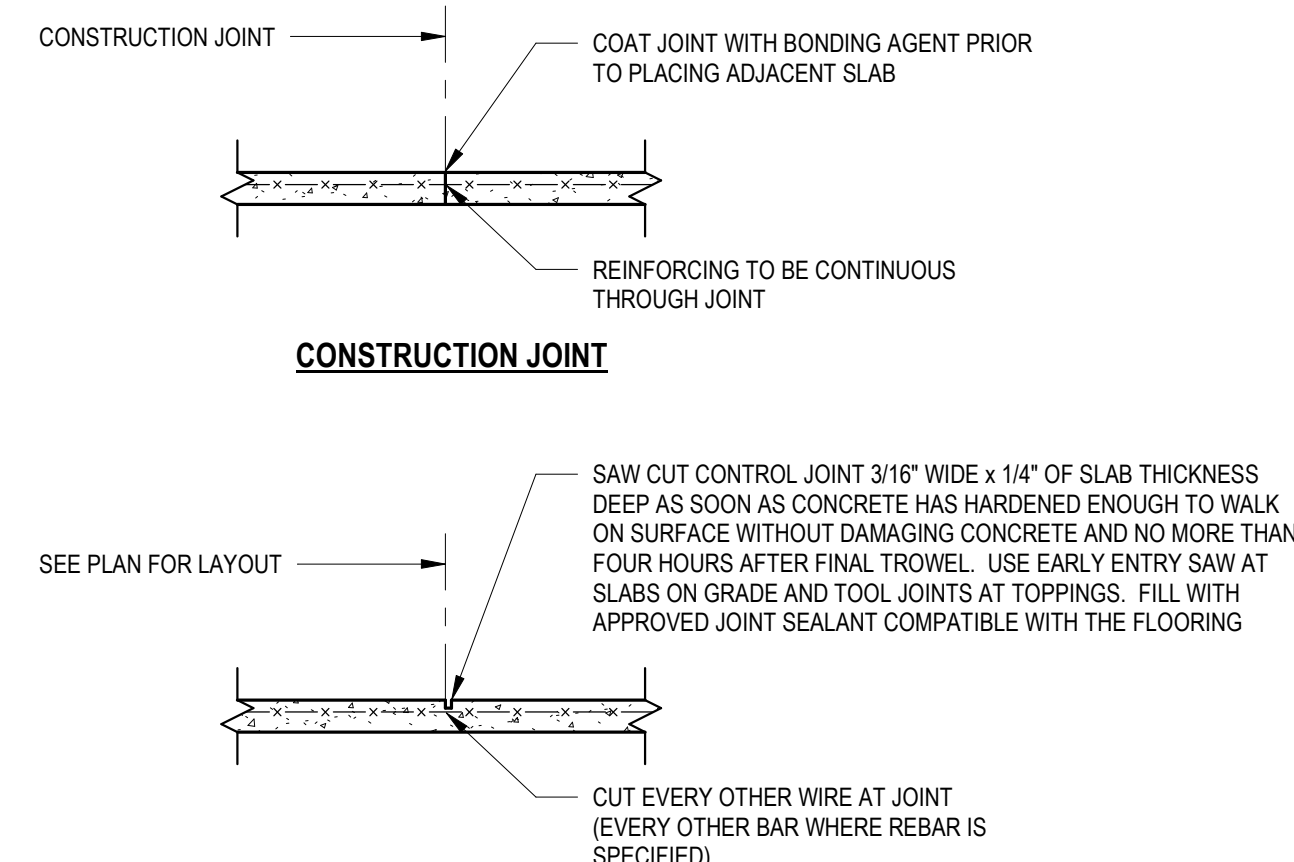 CONSTRUCTION JOINT
COAT JOINT WITH BONDING AGENT PRIOR
TO PLACING ADJACENT SLAB
REINFORCING TO BE CONTINUOUS
THROUGH JOINT
CONSTRUCTION JOINT
SAW CUT CONTROL JOINT 3/16" WIDE x 1/4" OF SLAB THICKNESS
DEEP AS SOON AS CONCRETE HAS HARDENED ENOUGH TO WALK
ON SURFACE WITHOUT DAMAGING CONCRETE AND NO MORE THAN
FOUR HOURS AFTER FINAL TROWEL. USE EARLY ENTRY SAW AT
SLABS ON GRADE AND TOOL JOINTS AT TOPPINGS. FILL WITH
APPROVED JOINT SEALANT COMPATIBLE WITH THE FLOORING
SEE PLAN FOR LAYOUT
CUT EVERY OTHER WIRE AT JOINT
(EVERY OTHER BAR WHERE REBAR IS
SPECIFIED)